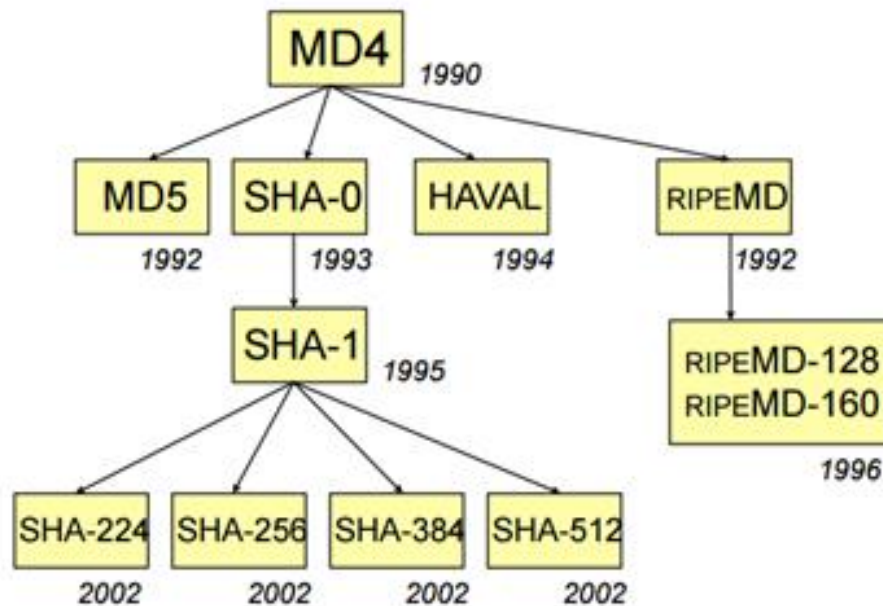 MD4
1990
MD5
SHA-0
HAVAL
RIPEMD
1992
1993
1994
1992
SHA-1
1995
RIPEMD-128
RIPEMD-160
1996
SHA-224
SHA-256
SHA-384
SHA-512
2002
2002
2002
2002